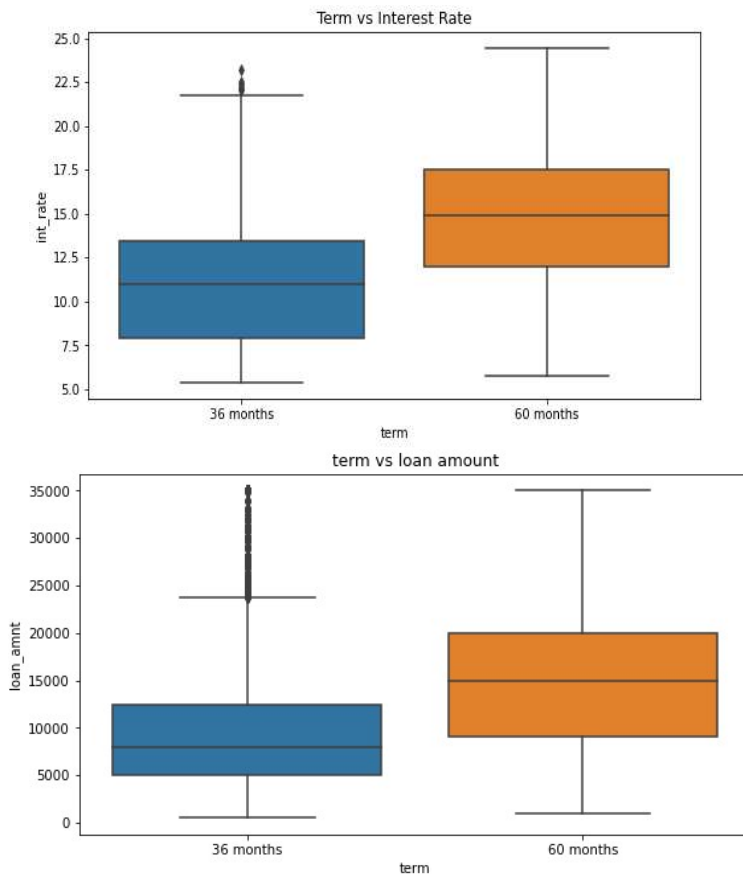 Term vs Interest Rate
25.0
22.5
20.0
17.5
15.0
12.5
10.0
7.5
5.0
int_rate
36 months
60 months
term
term vs loan amount
35000
30000
25000
20000
15000
10000
5000
0
loan_amnt
36 months
60 months
term